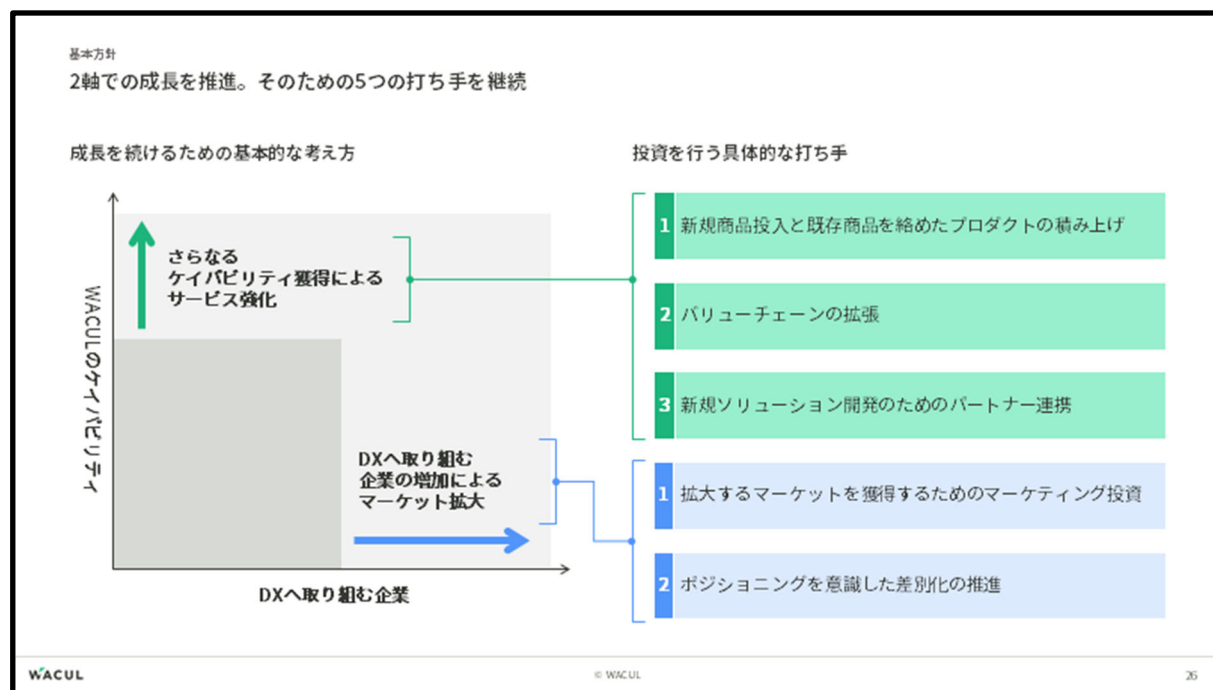 基本方針
2軸での成長を推進。そのための5つの打ち手を継続
成長を続けるための基本的な考え方
WACULのケイパビリティ
さらなる
ケイパビリティ獲得による
サービス強化
DXへ取り組む
企業の増加による
マーケット拡大
DXへ取り組む企業
投資を行う具体的な打ち手
1 新規商品投入と既存商品を絡めたプロダクトの積み上げ
2 バリューチェーンの拡張
3 新規ソリューション開発のためのパートナー連携
1 拡大するマーケットを獲得するためのマーケティング投資
2 ポジショニングを意識した差別化の推進
WACUL
© WACUL
26